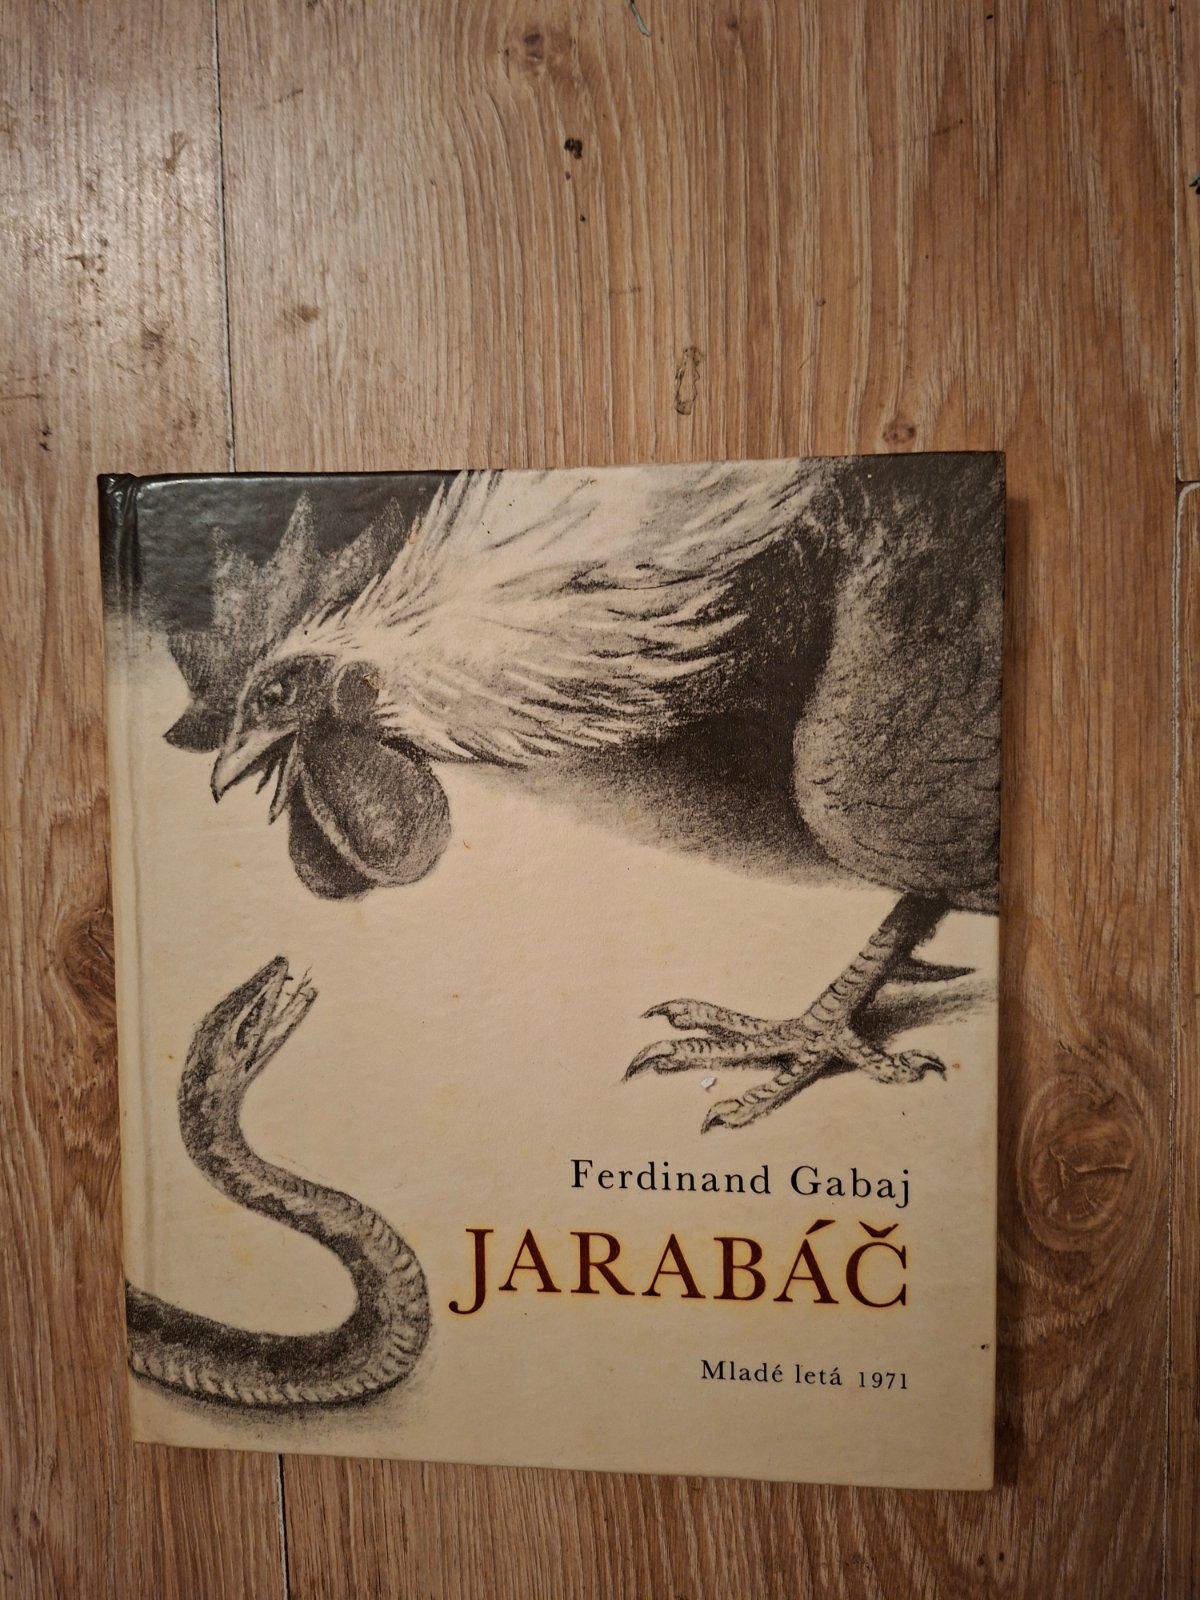 Ferdinand Gabaj
JARABÁČ
Mladé letá 1971